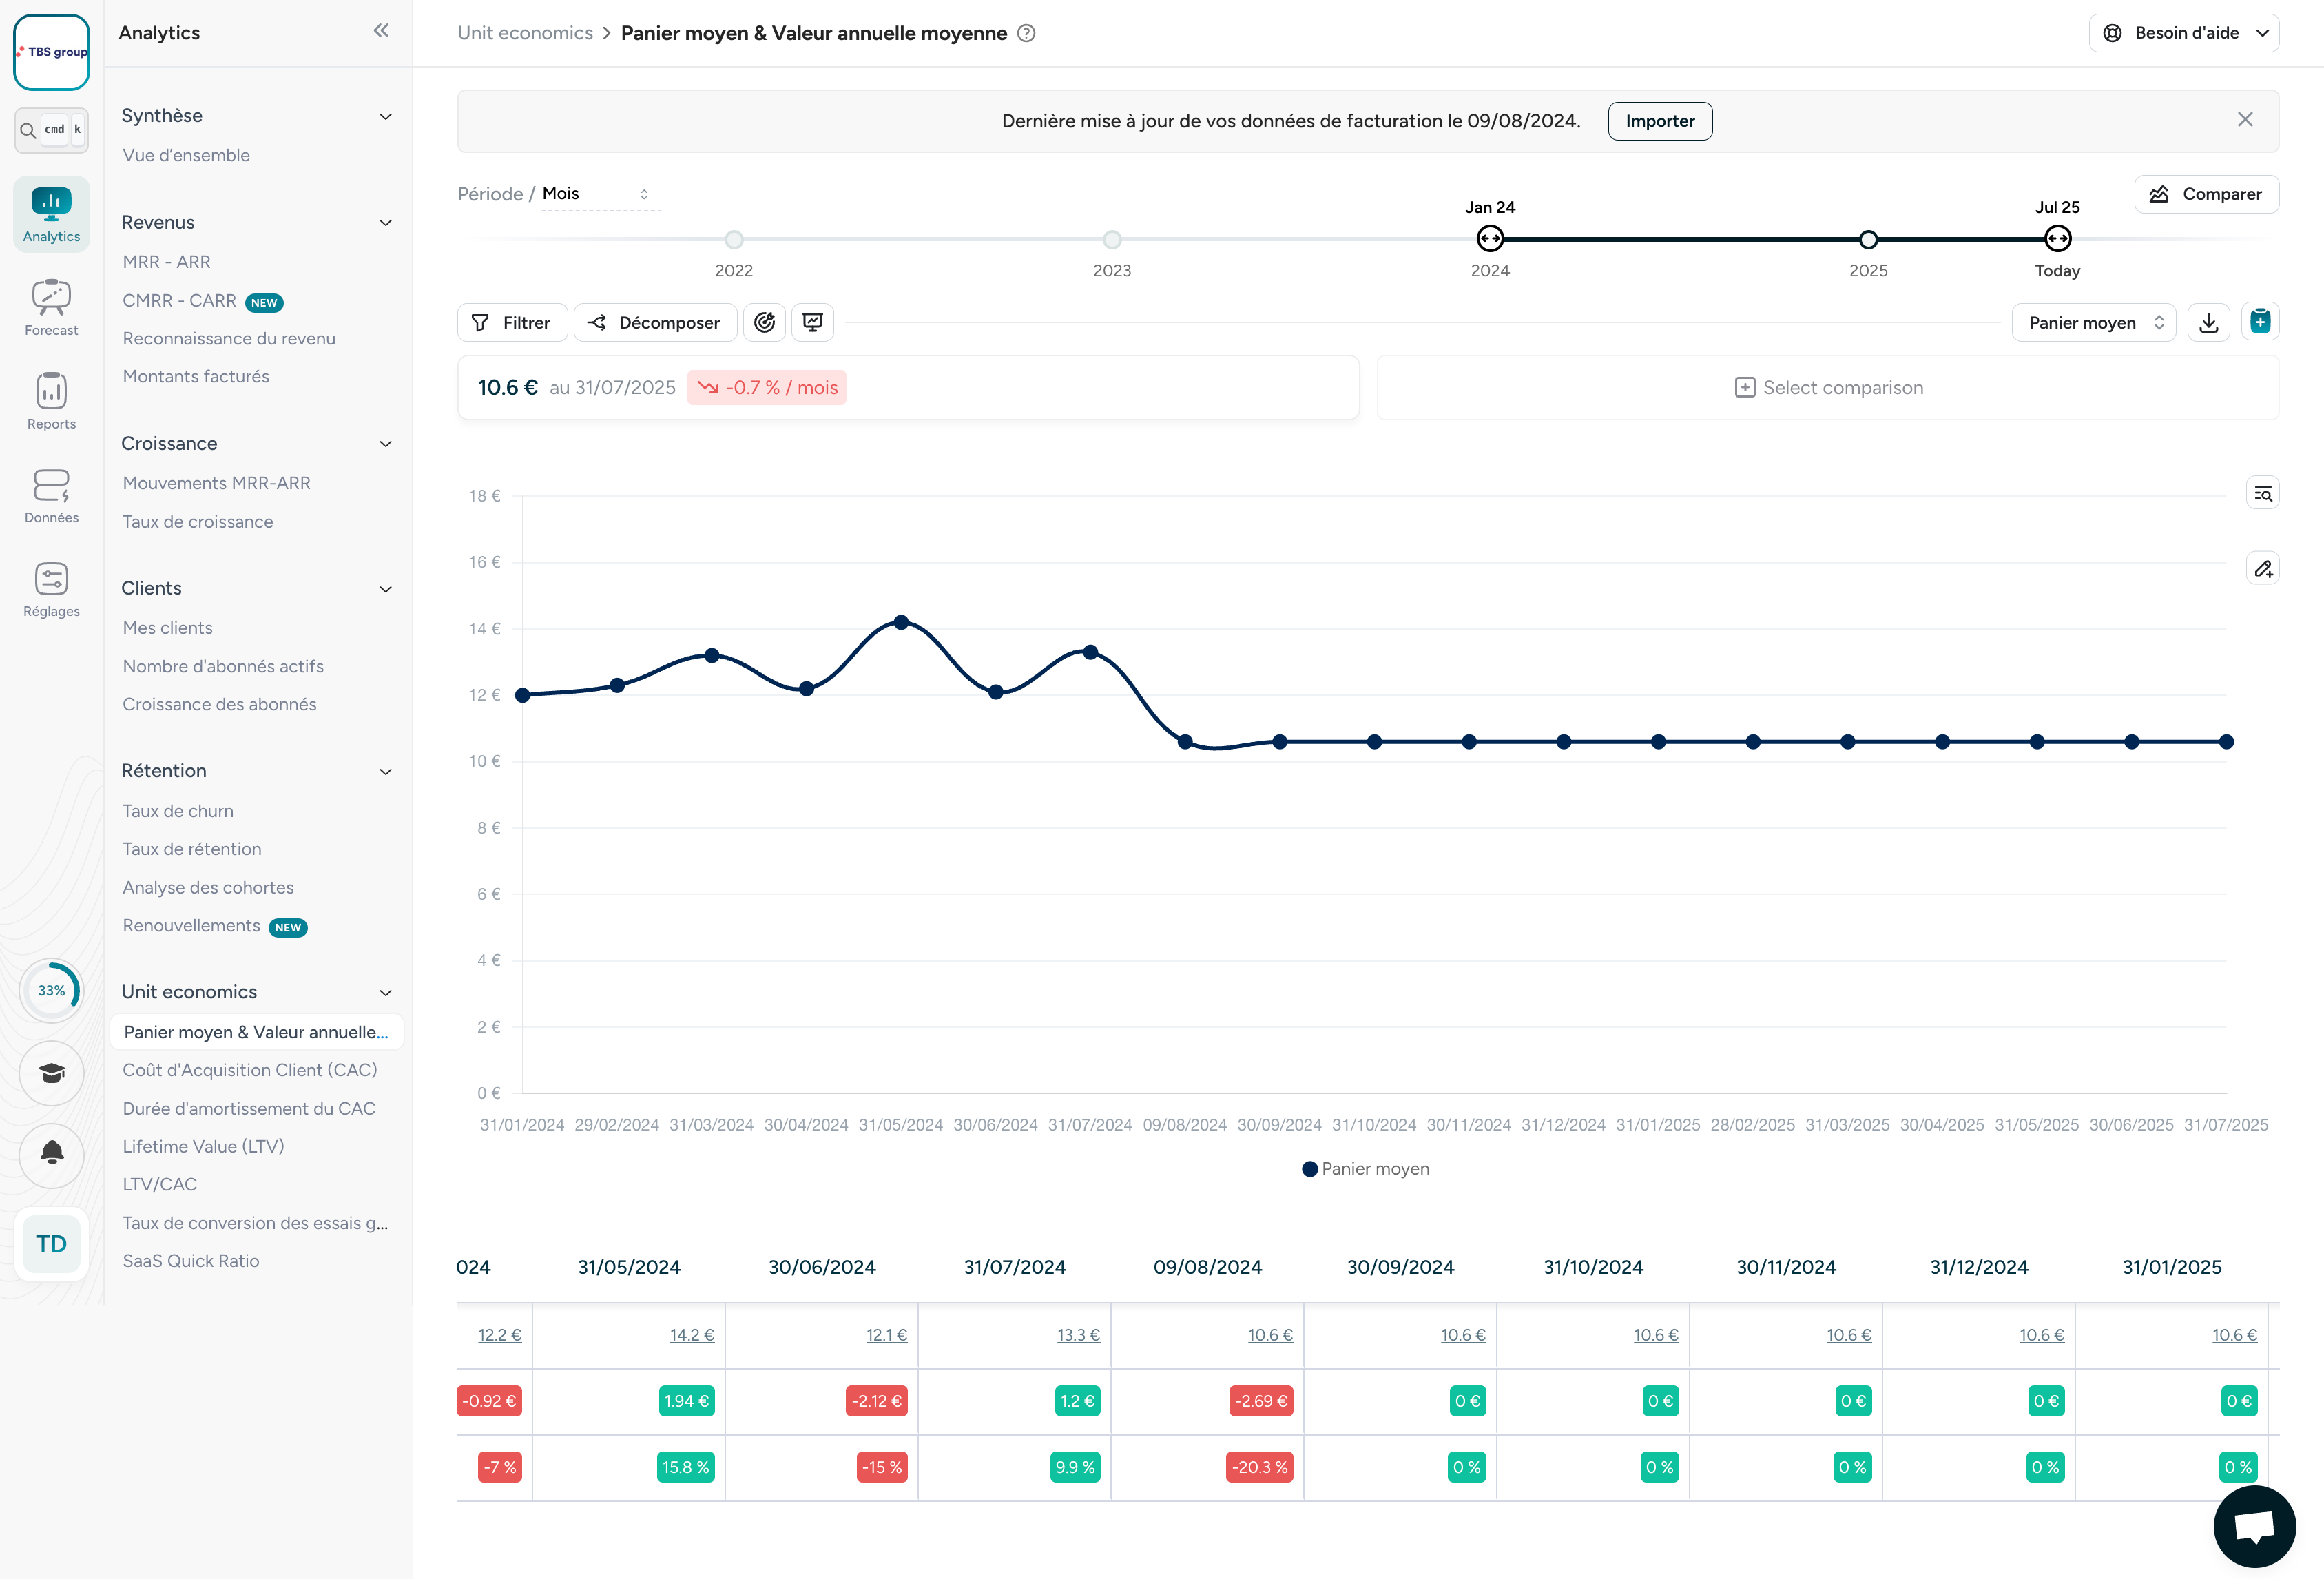 TBS group
cmd k
Analytics
Forecast
Reports
Données
Réglages
33%
TD
Analytics
Synthèse
Vue d’ensemble
Revenus
MRR - ARR
CMRR - CARR NEW
Reconnaissance du revenu
Montants facturés
Croissance
Mouvements MRR-ARR
Taux de croissance
Clients
Mes clients
Nombre d'abonnés actifs
Croissance des abonnés
Rétention
Taux de churn
Taux de rétention
Analyse des cohortes
Renouvellements NEW
Unit economics
Panier moyen & Valeur annuelle...
Coût d'Acquisition Client (CAC)
Durée d'amortissement du CAC
Lifetime Value (LTV)
LTV/CAC
Taux de conversion des essais g...
SaaS Quick Ratio
Unit economics > Panier moyen & Valeur annuelle moyenne ?
Besoin d'aide
Dernière mise à jour de vos données de facturation le 09/08/2024. Importer
Période / Mois
Comparer
Jan 24 Jul 25
2022 2023 2024 2025 Today
Filtrer Décomposer Panier moyen
10.6 € au 31/07/2025 -0.7 % / mois
Select comparison
18 €
16 €
14 €
12 €
10 €
8 €
6 €
4 €
2 €
0 €
31/01/2024 29/02/2024 31/03/2024 30/04/2024 31/05/2024 30/06/2024 31/07/2024 09/08/2024 30/09/2024 31/10/2024 30/11/2024 31/12/2024 31/01/2025 28/02/2025 31/03/2025 30/04/2025 31/05/2025 30/06/2025 31/07/2025
Panier moyen
024 31/05/2024 30/06/2024 31/07/2024 09/08/2024 30/09/2024 31/10/2024 30/11/2024 31/12/2024 31/01/2025
12.2 € 14.2 € 12.1 € 13.3 € 10.6 € 10.6 € 10.6 € 10.6 € 10.6 € 10.6 €
-0.92 € 1.94 € -2.12 € 1.2 € -2.69 € 0 € 0 € 0 € 0 € 0 €
-7 % 15.8 % -15 % 9.9 % -20.3 % 0 % 0 % 0 % 0 % 0 %